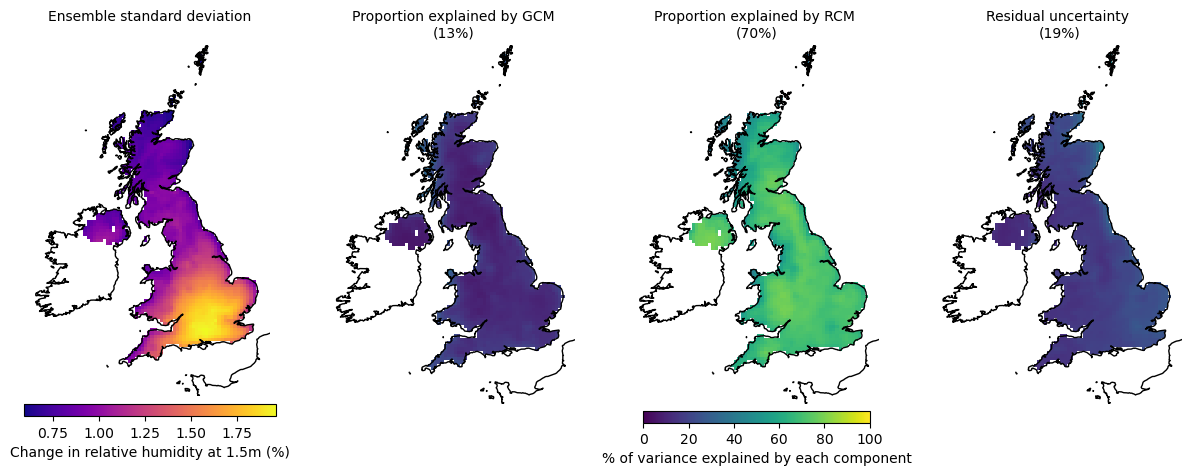 Ensemble standard deviation
Proportion explained by GCM
(13%)
Proportion explained by RCM
(70%)
Residual uncertainty
(19%)
0.75 1.00 1.25 1.50 1.75
Change in relative humidity at 1.5m (%)
0 20 40 60 80 100
% of variance explained by each component